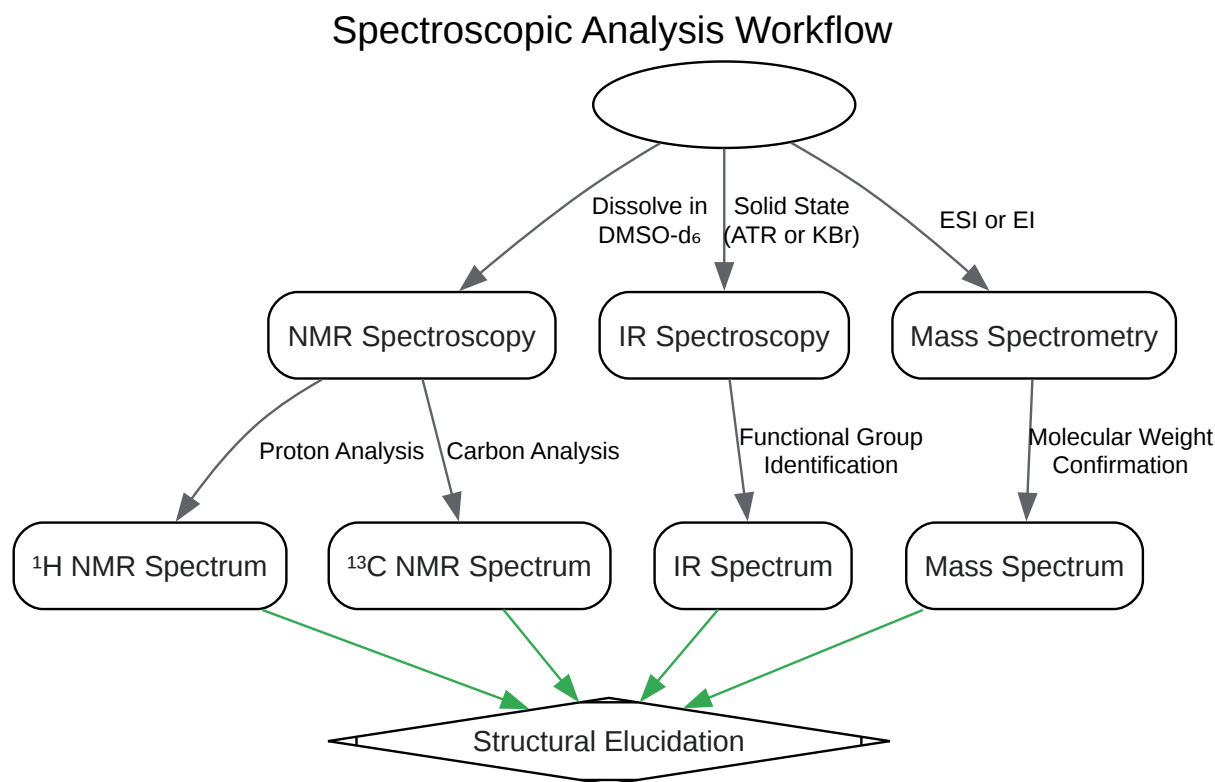 Spectroscopic Analysis Workflow
Dissolve in
DMSO-d₆
Solid State
(ATR or KBr)
ESI or EI
NMR Spectroscopy
IR Spectroscopy
Mass Spectrometry
Proton Analysis
Carbon Analysis
Functional Group
Identification
Molecular Weight
Confirmation
¹H NMR Spectrum
¹³C NMR Spectrum
IR Spectrum
Mass Spectrum
Structural Elucidation